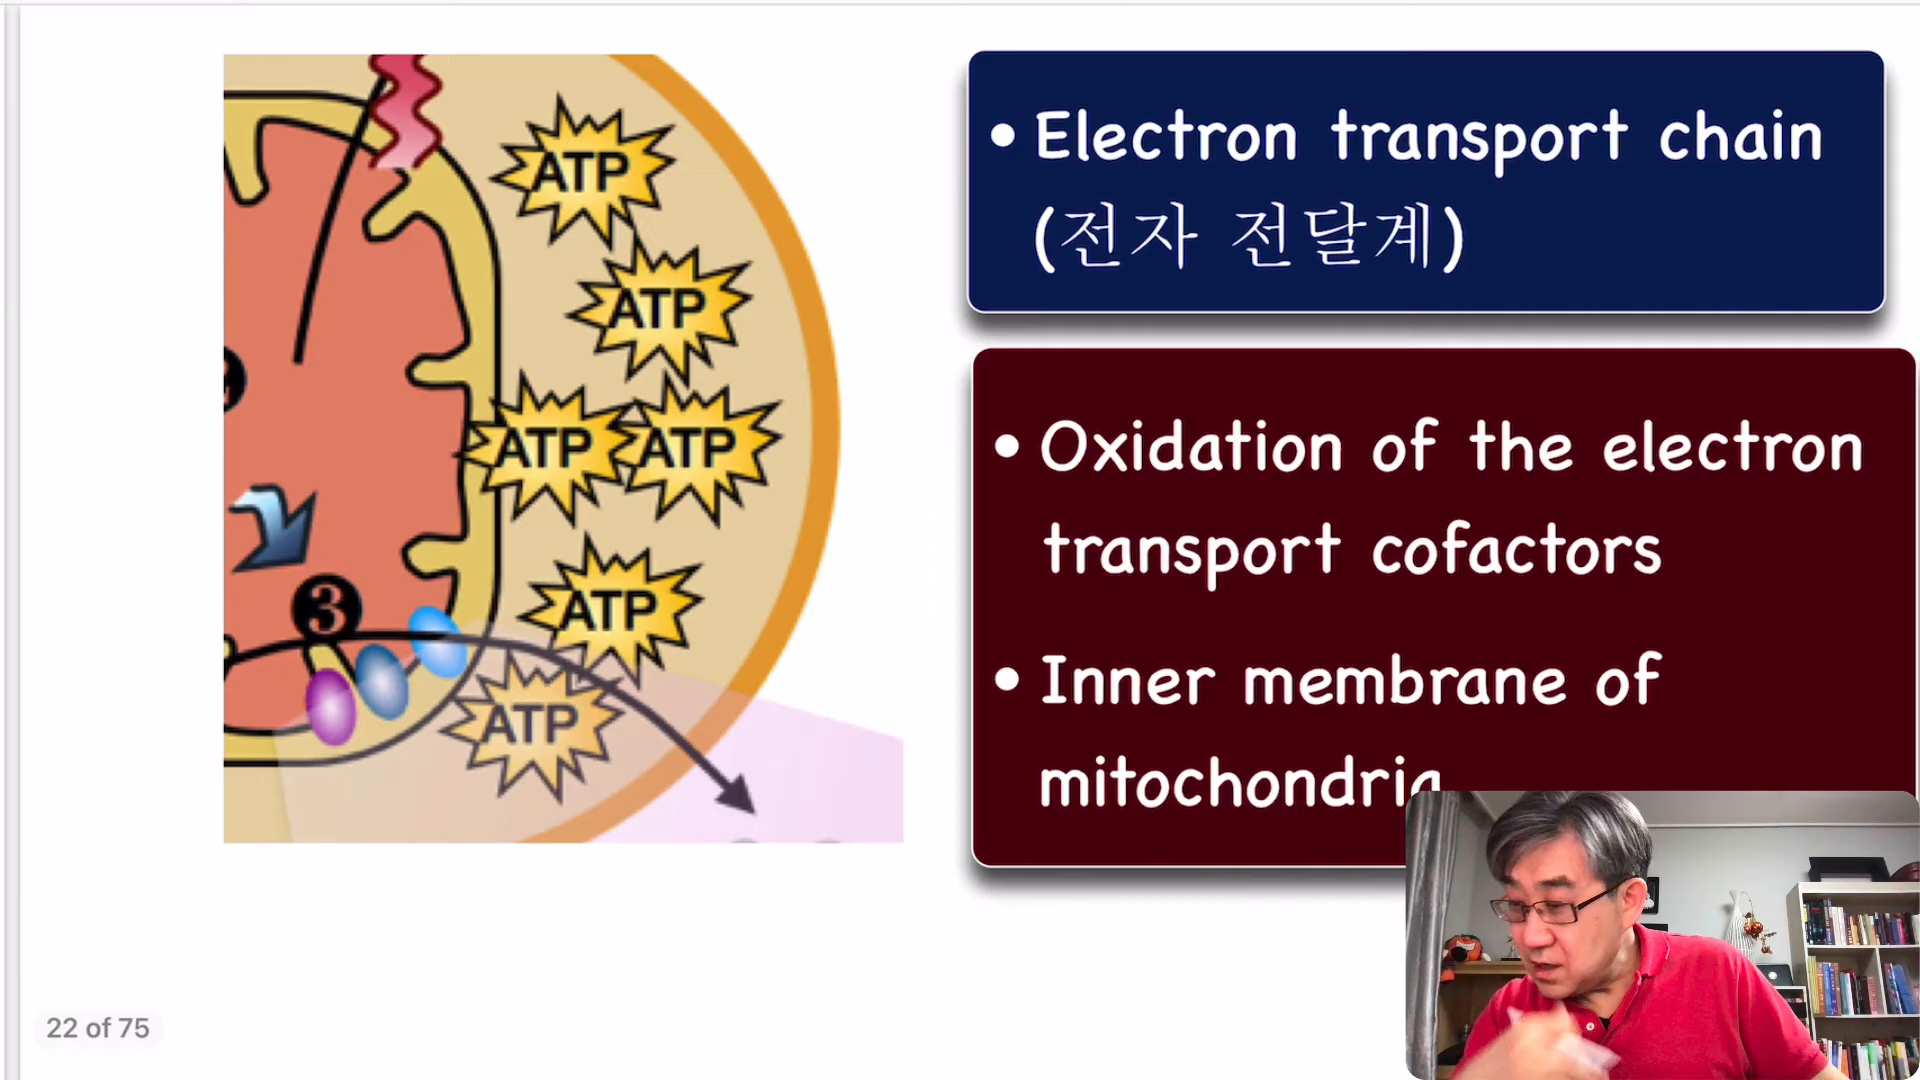 ATP
ATP
ATP ATP
ATP
ATP
3
• Electron transport chain
(전자 전달계)
• Oxidation of the electron
transport cofactors
• Inner membrane of
mitochondria
22 of 75